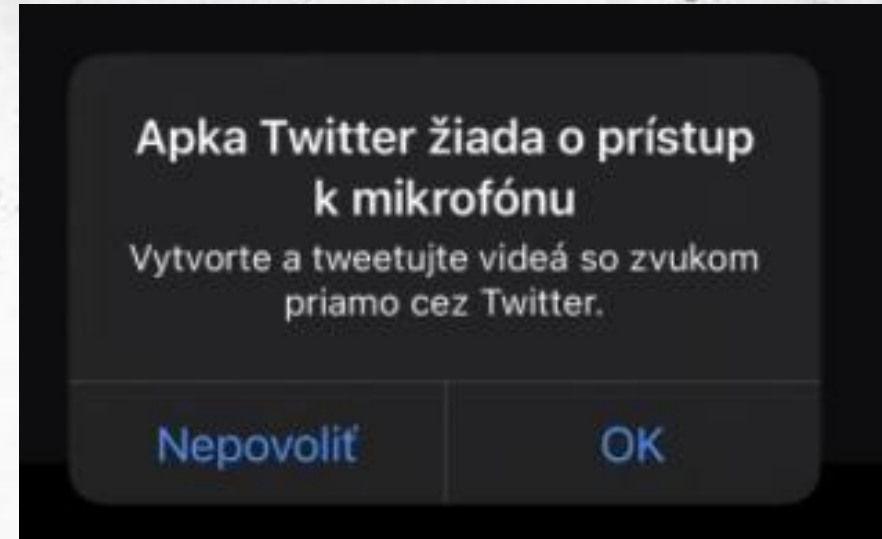 Apka Twitter žiada o prístup
k mikrofónu
Vytvorte a tweetujte videá so zvukom
priamo cez Twitter.
Nepovoliť
OK